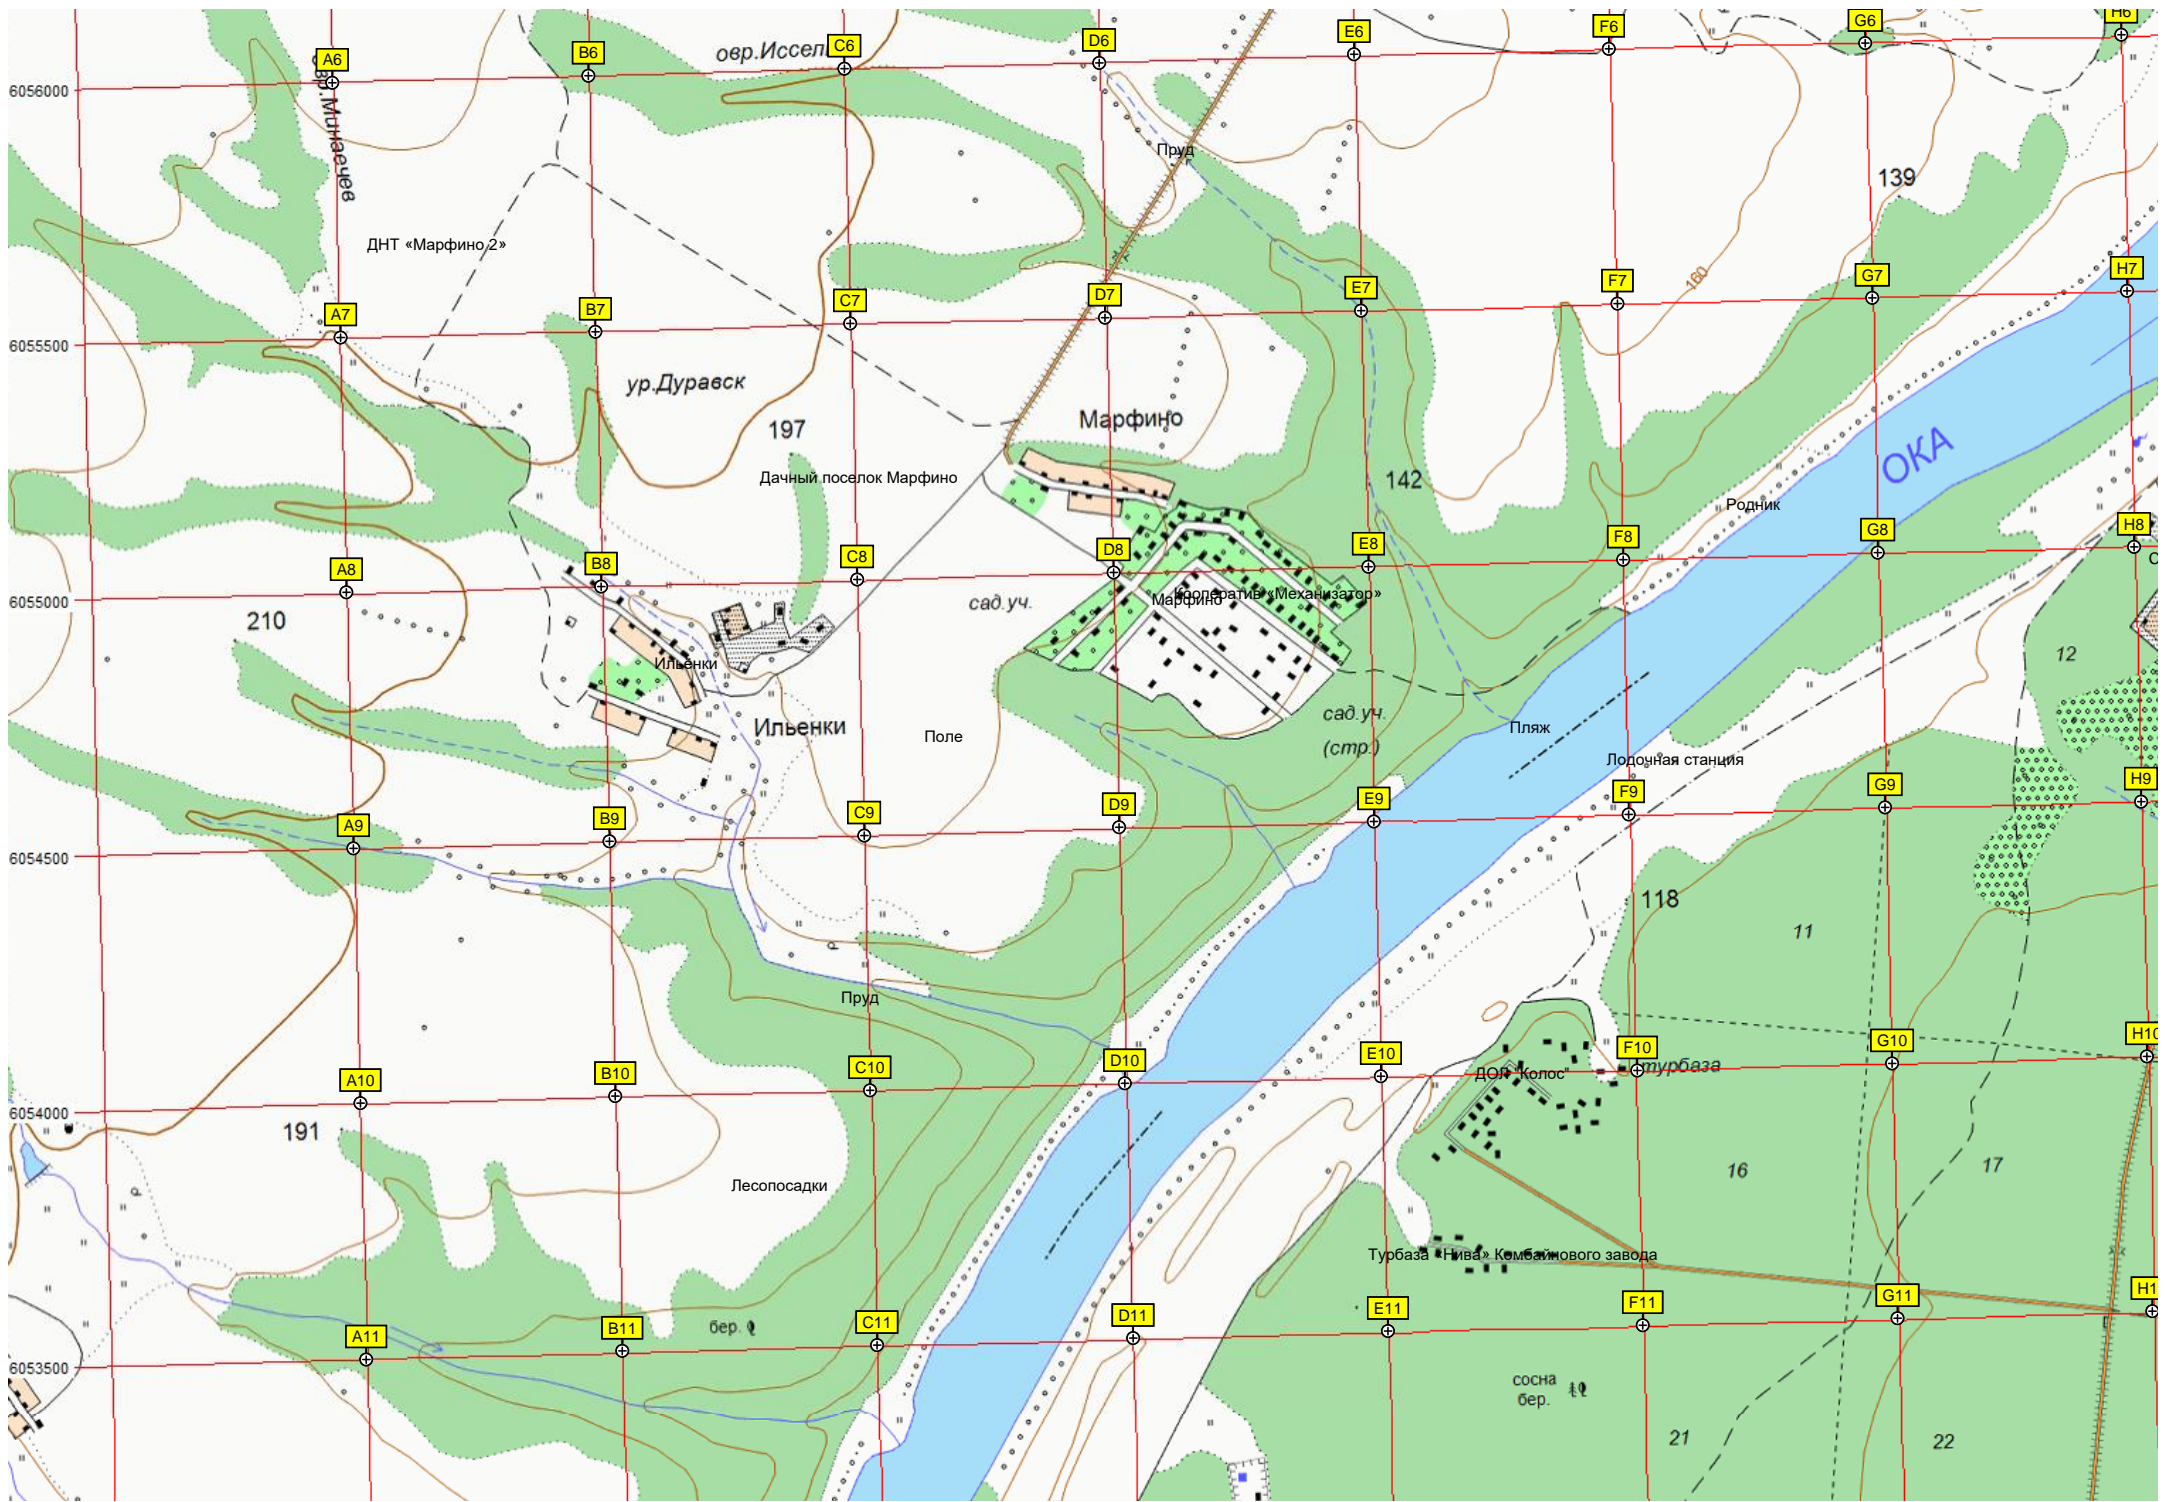 H6
G6
F6
E6
D6
C6
B6
A6
овр.Иссел
6056000
овр.Минаечев
Пруд
139
ДНТ «Марфино 2»
160
H7
G7
F7
E7
D7
C7
B7
A7
6055500
ур.Дуравск
Марфино
197
ОКА
Дачный поселок Марфино
142
Родник
H8
G8
F8
E8
D8
C8
B8
A8
6055000
сад.уч.
Кооператив «Механизатор»
Марфино
210
Ильенки
12
сад.уч.
(стр.)
Ильенки
Поле
Пляж
Лодочная станция
H9
G9
F9
E9
D9
C9
B9
A9
6054500
118
11
Пруд
H10
G10
F10
E10
D10
C10
B10
A10
турбаза
ДОЛ "Колос"
6054000
191
16
17
Лесопосадки
Турбаза «Нива» Комбайнового завода
H1
G11
F11
E11
D11
C11
B11
A11
бер.
6053500
сосна
бер.
21
22